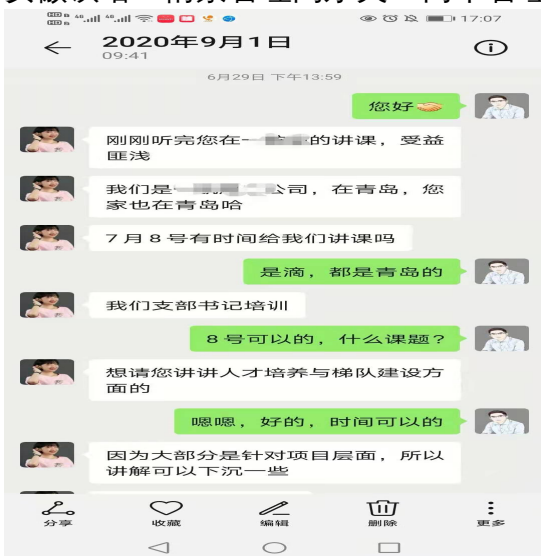 17:07
2020年9月1日
09:41
6月29日 下午13:59
您好
刚刚听完您在一 的讲课，受益
匪浅
我们是 公司，在青岛，您
家也在青岛哈
7月8号有时间给我们讲课吗
是滴，都是青岛的
我们支部书记培训
8号可以的，什么课题？
想请您讲讲人才培养与梯队建设方
面的
嗯嗯，好的，时间可以的
因为大部分是针对项目层面，所以
讲解可以下沉一些
分享 收藏 编辑 删除 更多